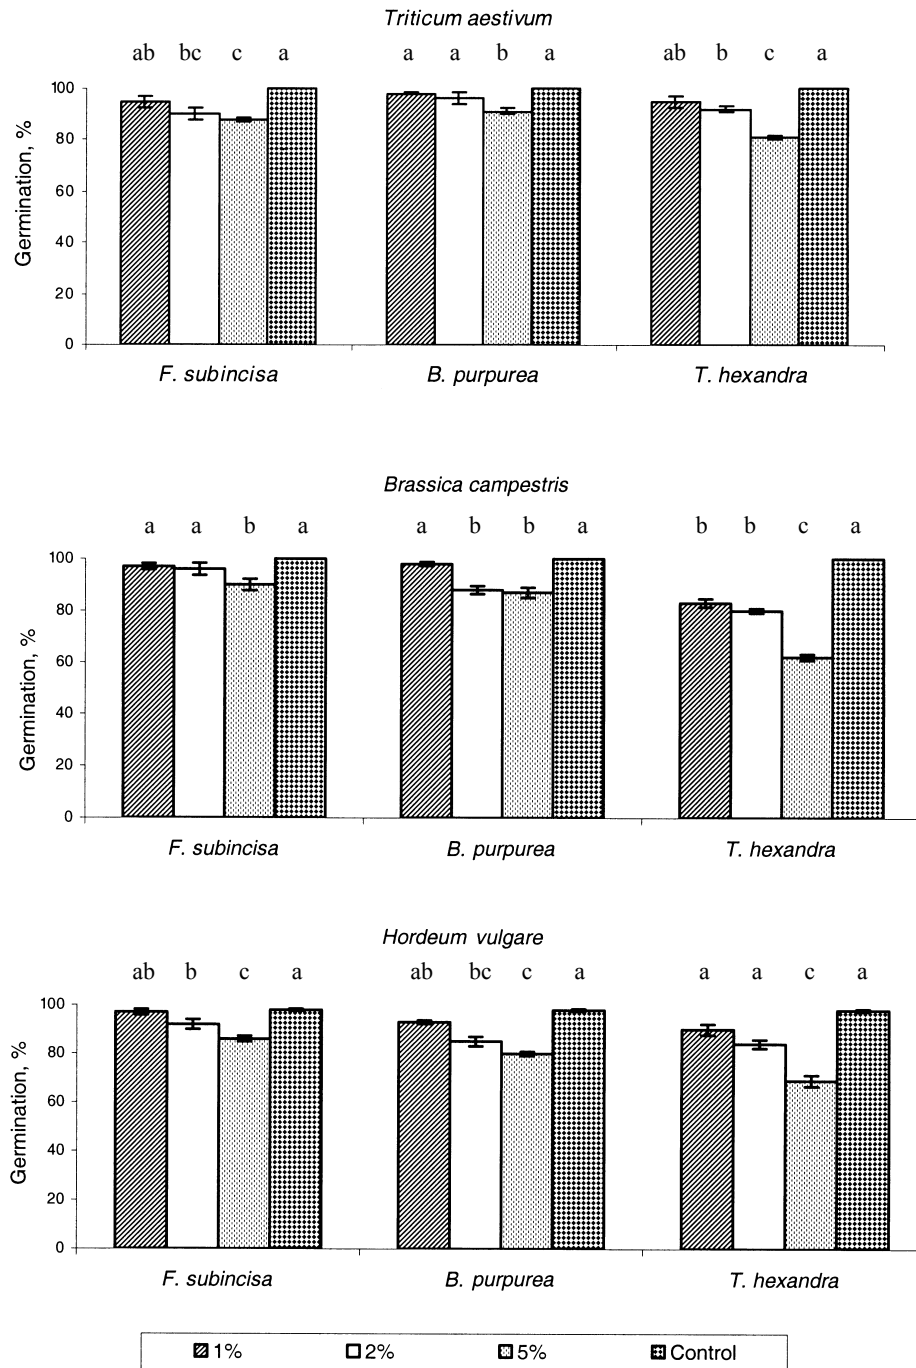 Triticum aestivum
ab bc c a a a b a ab b c a
100
80
60
40
20
0
Germination, %
F. subincisa B. purpurea T. hexandra
Brassica campestris
a a b a a b b a b b c a
100
80
60
40
20
0
Germination, %
F. subincisa B. purpurea T. hexandra
Hordeum vulgare
ab b c a ab bc c a a a c a
100
80
60
40
20
0
Germination, %
F. subincisa B. purpurea T. hexandra
1% 2% 5% Control